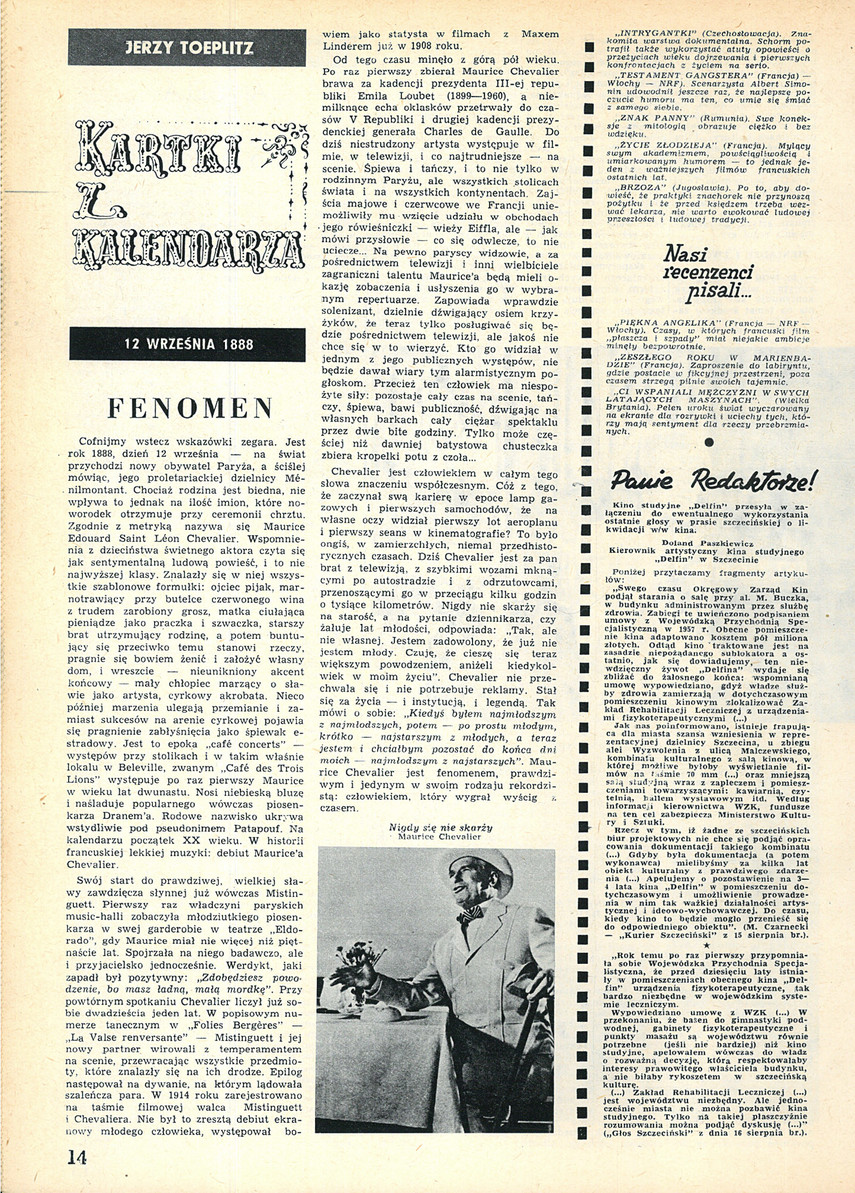 JERZY TOEPLITZ
KARTKI
Z
KALENDARZA
12 WRZEŚNIA 1888
FENOMEN
Cofnijmy wstecz wskazówki zegara. Jest
rok 1888, dzień 12 września — na świat
przychodzi nowy obywatel Paryża, a ściślej
mówiąc, jego proletariackiej dzielnicy Mé-
nilmontant. Chociaż rodzina jest biedna, nie
wpływa to jednak na ilość imion, które no-
worodek otrzymuje przy ceremonii chrztu.
Zgodnie z metryką nazywa się Maurice
Edouard Saint Léon Chevalier. Wspomnie-
nia z dzieciństwa świetnego aktora czyta się
jak sentymentalną ludową powieść, i to nie
najwyższej klasy. Znalazły się w niej wszys-
tkie szablonowe formułki: ojciec pijak, mar-
notrawiący przy butelce czerwonego wina
z trudem zarobiony grosz, matka ciułająca
pieniądze jako praczka i szwaczka, starszy
brat utrzymujący rodzinę, a potem buntu-
jący się przeciwko temu stanowi rzeczy,
pragnie się bowiem żenić i założyć własny
dom, i wreszcie — nieunikniony akcent
końcowy — mały chłopiec marzący o sła-
wie jako artysta, cyrkowy akrobata. Nieco
później marzenia ulegają przemianie i za-
miast sukcesów na arenie cyrkowej pojawia
się pragnienie zabłyśnięcia jako śpiewak e-
stradowy. Jest to epoka „café concerts” —
występów przy stolikach i w takim właśnie
lokalu w Beleville, zwanym „Café des Trois
Lions” występuje po raz pierwszy Maurice
w wieku lat dwunastu. Nosi niebieską bluzę
i naśladuje popularnego wówczas piosen-
karza Dranem'a. Rodowe nazwisko ukrywa
wstydliwie pod pseudonimem Patapouf. Na
kalendarzu początek XX wieku. W historii
francuskiej lekkiej muzyki: debiut Maurice'a
Chevalier.
Swój start do prawdziwej, wielkiej sła-
wy zawdzięcza słynnej już wówczas Mistin-
guett. Pierwszy raz władczyni paryskich
music-halli zobaczyła młodziutkiego piosen-
karza w swej garderobie w teatrze „Eldo-
rado”, gdy Maurice miał nie więcej niż pięt-
naście lat. Spojrzała na niego badawczo, ale
i przyjacielsko jednocześnie. Werdykt, jaki
zapadł był pozytywny: „Zdobędziesz powo-
dzenie, bo masz ładną, małą mordkę”. Przy
powtórnym spotkaniu Chevalier liczył już so-
bie dwadzieścia jeden lat. W popisowym nu-
merze tanecznym w „Folies Bergères” —
„La Valse renversante” — Mistinguett i jej
nowy partner wirowali z temperamentem
na scenie, przewracając wszystkie przedmio-
ty, które znalazły się na ich drodze. Epilog
następował na dywanie, na którym lądowała
szaleńcza para. W 1914 roku zarejestrowano
na taśmie filmowej walca Mistinguett
i Chevaliera. Nie był to zresztą debiut ekra-
nowy młodego człowieka, występował bo-
14
wiem jako statysta w filmach z Maxem
Linderem już w 1908 roku.
Od tego czasu minęło z górą pół wieku.
Po raz pierwszy zbierał Maurice Chevalier
brawa za kadencji prezydenta III-ej repu-
bliki Emila Loubet (1899—1960), a nie-
milknące echa oklasków przetrwały do cza-
sów V Republiki i drugiej kadencji prezy-
denckiej generała Charles de Gaulle. Do
dziś niestrudzony artysta występuje w fil-
mie, w telewizji, i co najtrudniejsze — na
scenie. Śpiewa i tańczy, i to nie tylko w
rodzinnym Paryżu, ale wszystkich stolicach
świata i na wszystkich kontynentach. Zaj-
ścia majowe i czerwcowe we Francji unie-
możliwiły mu wzięcie udziału w obchodach
jego rówieśniczki — wieży Eiffla, ale — jak
mówi przysłowie — co się odwlecze, to nie
uciecze... Na pewno paryscy widzowie, a za
pośrednictwem telewizji i inni wielbiciele
zagraniczni talentu Maurice'a będą mieli o-
kazję zobaczenia i usłyszenia go w wybra-
nym repertuarze. Zapowiada wprawdzie
solenizant, dzielnie dźwigający osiem krzy-
żyków, że teraz tylko posługiwać się bę-
dzie pośrednictwem telewizji, ale jakoś nie
chce się w to wierzyć. Kto go widział w
jednym z jego publicznych występów, nie
będzie dawał wiary tym alarmistycznym po-
głoskom. Przecież ten człowiek ma niespo-
żyte siły: pozostaje cały czas na scenie, tań-
czy, śpiewa, bawi publiczność, dźwigając na
własnych barkach cały ciężar spektaklu
przez dwie bite godziny. Tylko może czę-
ściej niż dawniej batystowa chusteczka
zbiera kropelki potu z czoła...
Chevalier jest człowiekiem w całym tego
słowa znaczeniu współczesnym. Cóż z tego,
że zaczynał swą karierę w epoce lamp ga-
zowych i pierwszych samochodów, że na
własne oczy widział pierwszy lot aeroplanu
i pierwszy seans w kinematografie? To było
ongiś, w zamierzchłych, niemal przedhisto-
rycznych czasach. Dziś Chevalier jest za pan
brat z telewizją, z szybkimi wozami mkną-
cymi po autostradzie i z odrzutowcami,
przenoszącymi go w przeciągu kilku godzin
o tysiące kilometrów. Nigdy nie skarży się
na starość, a na pytanie dziennikarza, czy
żałuje lat młodości, odpowiada: „Tak, ale
nie własnej. Jestem zadowolony, że już nie
jestem młody. Czuję, że cieszę się teraz
większym powodzeniem, aniżeli kiedykol-
wiek w moim życiu”. Chevalier nie prze-
chwala się i nie potrzebuje reklamy. Stał
się za życia — i instytucją, i legendą. Tak
mówi o sobie: „Kiedyś byłem najmłodszym
z najmłodszych, potem — po prostu młodym,
krótko — najstarszym z młodych, a teraz
jestem i chciałbym pozostać do końca dni
moich — najmłodszym z najstarszych”. Mau-
rice Chevalier jest fenomenem, prawdzi-
wym i jedynym w swoim rodzaju rekordzi-
stą: człowiekiem, który wygrał wyścig z
czasem.
Nigdy się nie skarży
Maurice Chevalier
„INTRYGANTKI” (Czechosłowacja). Zna-
komita warstwa dokumentalna. Schorm po-
trafił także wykorzystać atuty opowieści o
przeżyciach wieku dojrzewania i pierwszych
konfrontacjach z życiem na serio.
„TESTAMENT GANGSTERA” (Francja —
Włochy — NRF). Scenarzysta Albert Simo-
nin udowodnił jeszcze raz, że najlepszę po-
czucie humoru ma ten, co umie się śmiać
z samego siebie.
„ZNAK PANNY” (Rumunia). Swe konek-
sje z mitologią obrazuje ciężko i bez
wdzięku.
„ŻYCIE ZŁODZIEJA” (Francja). Mylący
swym akademizmem, powściągliwością i
umiarkowanym humorem — to jednak je-
den z ważniejszych filmów francuskich
ostatnich lat.
„BRZOZA” (Jugosławia). Po to, aby do-
wieść, że praktyki znachorek nie przynoszą
pożytku i że przed księdzem trzeba wez-
wać lekarza, nie warto ewokować ludowej
przeszłości i ludowej tradycji.
Nasi
recenzenci
pisali...
„PIĘKNA ANGELIKA” (Francja — NRF —
Włochy). Czasy, w których francuski film
„płaszcza i szpady” miał niejakie ambicje
minęły bezpowrotnie.
„ZESZŁEGO ROKU W MARIENBA-
DZIE” (Francja). Zaproszenie do labiryntu,
gdzie postacie w fikcyjnej przestrzeni, poza
czasem strzegą pilnie swoich tajemnic.
„CI WSPANIALI MĘŻCZYŹNI W SWYCH
LATAJĄCYCH MASZYNACH”. (Wielka
Brytania). Pełen uroku świat wyczarowany
na ekranie dla rozrywki i uciechy tych, któ-
rzy mają sentyment dla rzeczy przebrzmia-
nych.
Panie Redaktorze!
Kino studyjne „Delfin” przesyła w za-
łączeniu do ewentualnego wykorzystania
ostatnie głosy w prasie szczecińskiej o li-
kwidacji w/w kina.
Doland Paszkiewicz
Kierownik artystyczny kina studyjnego
„Delfin” w Szczecinie
Poniżej przytaczamy fragmenty artyku-
łów:
„Swego czasu Okręgowy Zarząd Kin
podjął starania o salę przy al. M. Buczka,
w budynku administrowanym przez służbę
zdrowia. Zabiegi te uwieńczono podpisaniem
umowy z Wojewódzką Przychodnią Spe-
cjalistyczną w 1957 r. Obecne pomieszcze-
nie kina adaptowano kosztem pół miliona
złotych. Odtąd kino traktowane jest na
zasadzie niepożądanego sublokatora a os-
tatnio, jak się dowiadujemy, ten nie-
wdzięczny żywot „Delfina” wydaje się
zbliżać do żałosnego końca: wspomnianą
umowę wypowiedziano, gdyż władze służ-
by zdrowia zamierzają w dotychczasowym
pomieszczeniu kinowym zlokalizować Za-
kład Rehabilitacji Leczniczej z urządzenia-
mi fizykoterapeutycznymi (...)
Jak nas poinformowano, istnieje frapują-
ca dla miasta szansa wzniesienia w repre-
zentacyjnej dzielnicy Szczecina, u zbiegu
alei Wyzwolenia z ulicą Malczewskiego,
kombinatu kulturalnego z salą kinową, w
której możliwe byłoby wyświetlanie fil-
mów na taśmie 70 mm (...) oraz mniejszą
salą studyjną wraz z zapleczem i pomiesz-
czeniami towarzyszącymi: kawiarnią, czy-
telnią, hallem wystawowym itd. Według
informacji kierownictwa WZK, fundusze
na ten cel zabezpiecza Ministerstwo Kultu-
ry i Sztuki.
Rzecz w tym, iż żadne ze szczecińskich
biur projektowych nie chce się podjąć opra-
cowania dokumentacji takiego kombinatu
(...) Gdyby była dokumentacja (a potem
wykonawca) mielibyśmy za kilka lat
obiekt kulturalny z prawdziwego zdarze-
nia (...) Apelujemy o pozostawienie na 3—
4 lata kina „Delfin” w pomieszczeniu do-
tychczasowym i umożliwienie prowadze-
nia w nim tak ważkiej działalności artys-
tycznej i ideowo-wychowawczej. Do czasu,
kiedy kino to będzie mogło przenieść się
do odpowiedniego obiektu”. (M. Czarnecki
— „Kurier Szczeciński” z 15 sierpnia br.).
★
„Rok temu po raz pierwszy przypomnia-
ła sobie Wojewódzka Przychodnia Specja-
listyczna, że przed dziesięciu laty istnia-
ły w pomieszczeniach obecnego kina „Del-
fin” urządzenia fizykoterapeutyczne, tak
bardzo niezbędne w wojewódzkim syste-
mie leczniczym.
Wypowiedziano umowę z WZK (...) W
przekonaniu, że basen do gimnastyki pod-
wodnej, gabinety fizykoterapeutyczne i
punkty masażu są województwu równie
potrzebne (jeśli nie bardziej) niż kino
studyjne, apelowałem wówczas do władz
o rozważną decyzję, którą respektowałaby
interesy prawowitego właściciela budynku,
a nie biłaby rykoszetem w szczecińską
kulturę.
(...) Zakład Rehabilitacji Leczniczej (...)
jest województwu niezbędny. Ale jedno-
cześnie miasta nie można pozbawić kina
studyjnego. Tylko na takiej płaszczyźnie
rozumowania można podjąć dyskusję (...)”
(„Głos Szczeciński” z dnia 16 sierpnia br.).